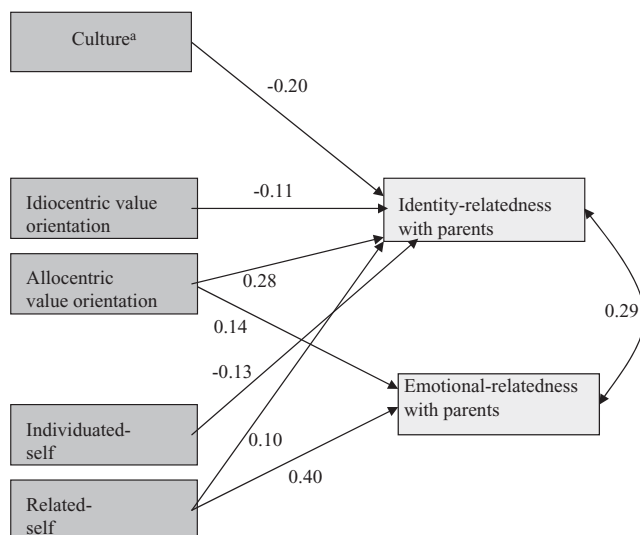 Culturea
-0.20
Idiocentric value
orientation
-0.11
Identity-relatedness
with parents
Allocentric
value orientation
0.28
0.14
0.29
-0.13
Emotional-relatedness
with parents
Individuated-
self
0.10
0.40
Related-
self